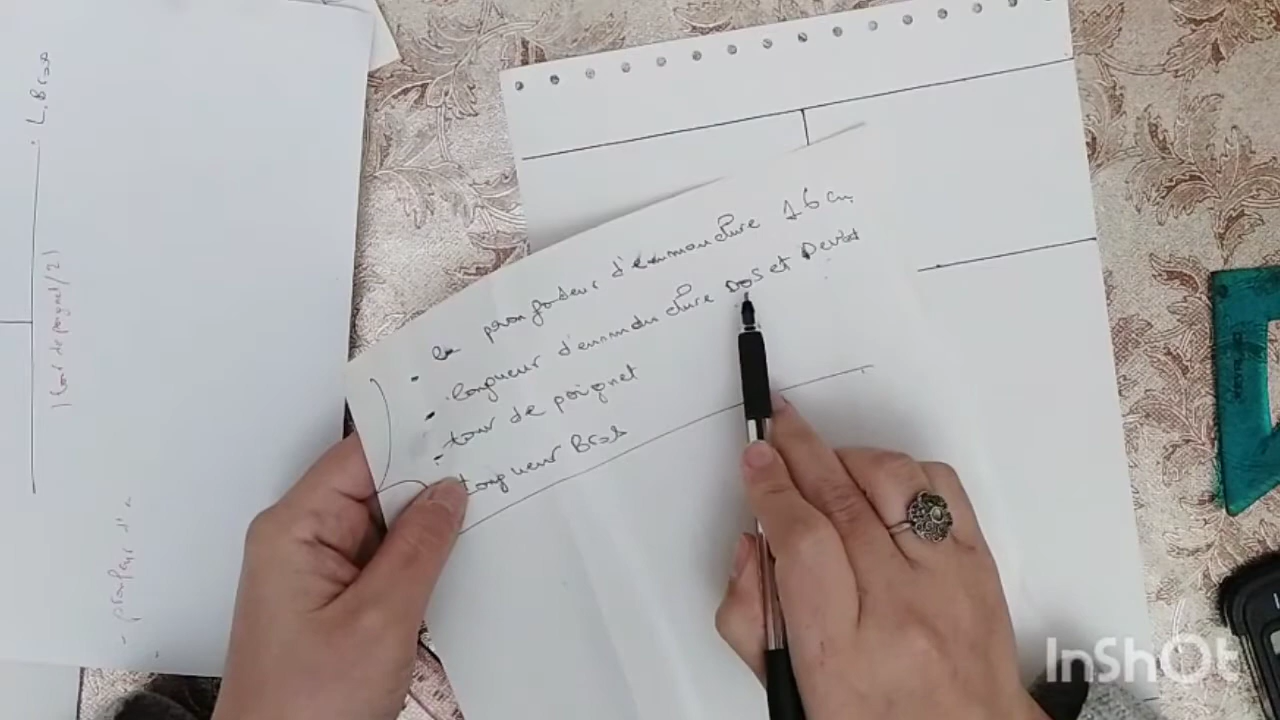 L. Bras
(tour de poignet/2)
- profeur d'e
• la profondeur d'emmanchure 16 cm
• longueur d'emmanchure DOS et Devant
• tour de poignet
Longueur Bras
InShOt